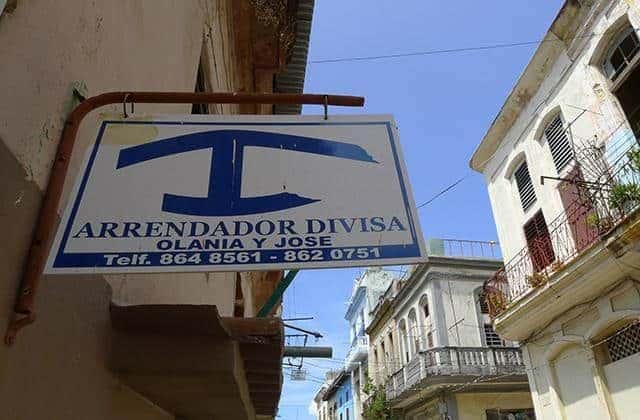 ARRENDADOR DIVISA
OLANIA Y JOSE
Telf. 864 8561 - 862 0751